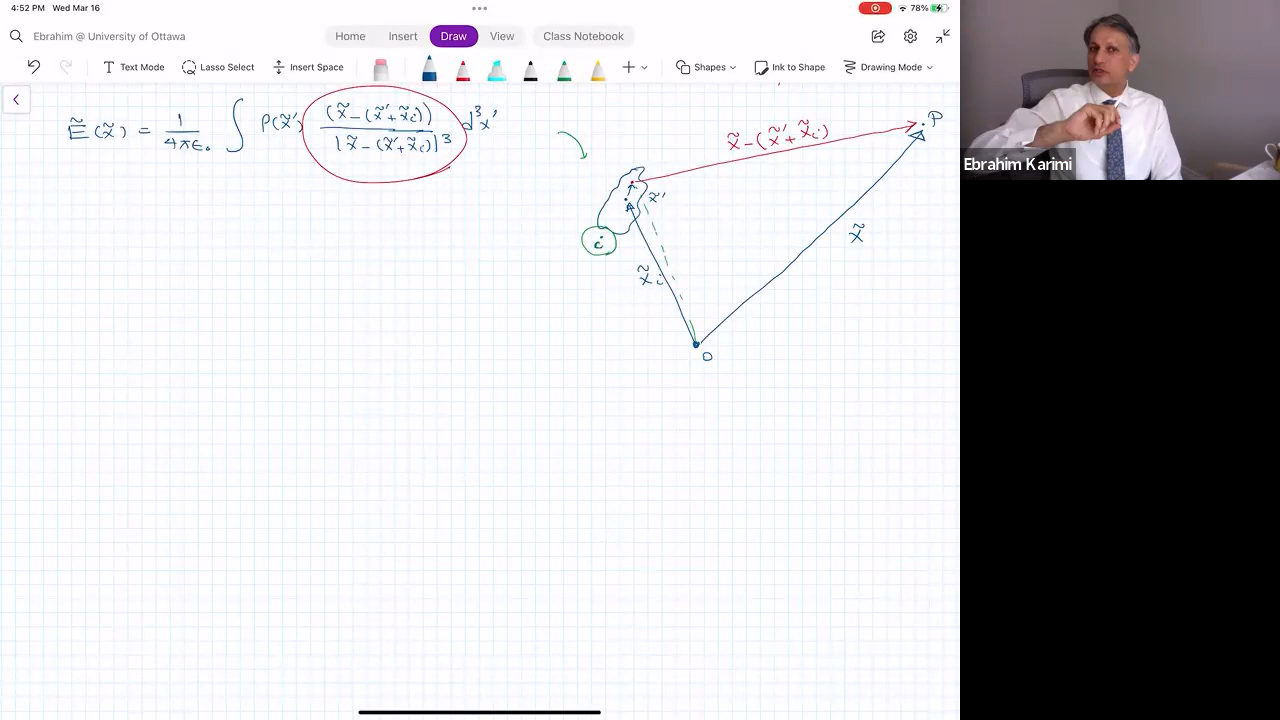 4:52 PM Wed Mar 16
78%
Ebrahim @ University of Ottawa
Home Insert Draw View Class Notebook
Text Mode Lasso Select Insert Space Shapes Ink to Shape Drawing Mode
Ẽ(x̃) = 1/4πϵ₀ ∫ ρ(x̃′) (x̃−(x̃′+x̃ᵢ))/|x̃−(x̃′+x̃ᵢ)|³ d³x′
P
x̃−(x̃′+x̃ᵢ)
x̃′
i
x̃
x̃ᵢ
O
Ebrahim Karimi